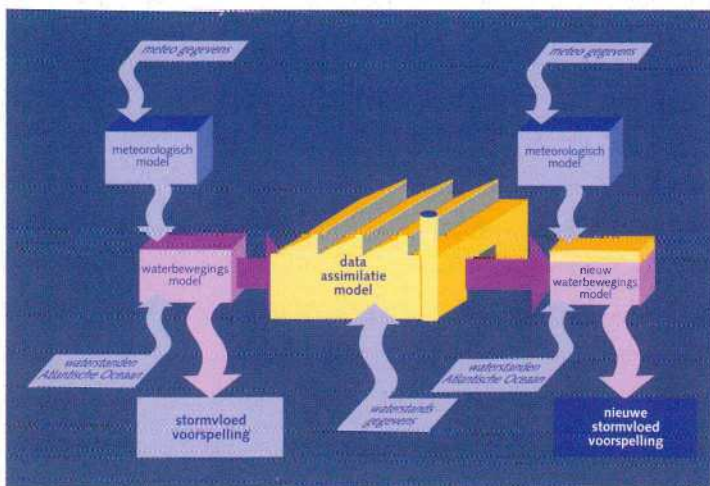 meteo gegevens
meteorologisch
model
waterbewegings
model
waterstanden
Atlantische Oceaan
stormvloed
voorspelling
data
assimilatie
model
waterstands
gegevens
meteo gegevens
meteorologisch
model
nieuw
waterbewegings
model
waterstanden
Atlantische Oceaan
nieuwe
stormvloed
voorspelling